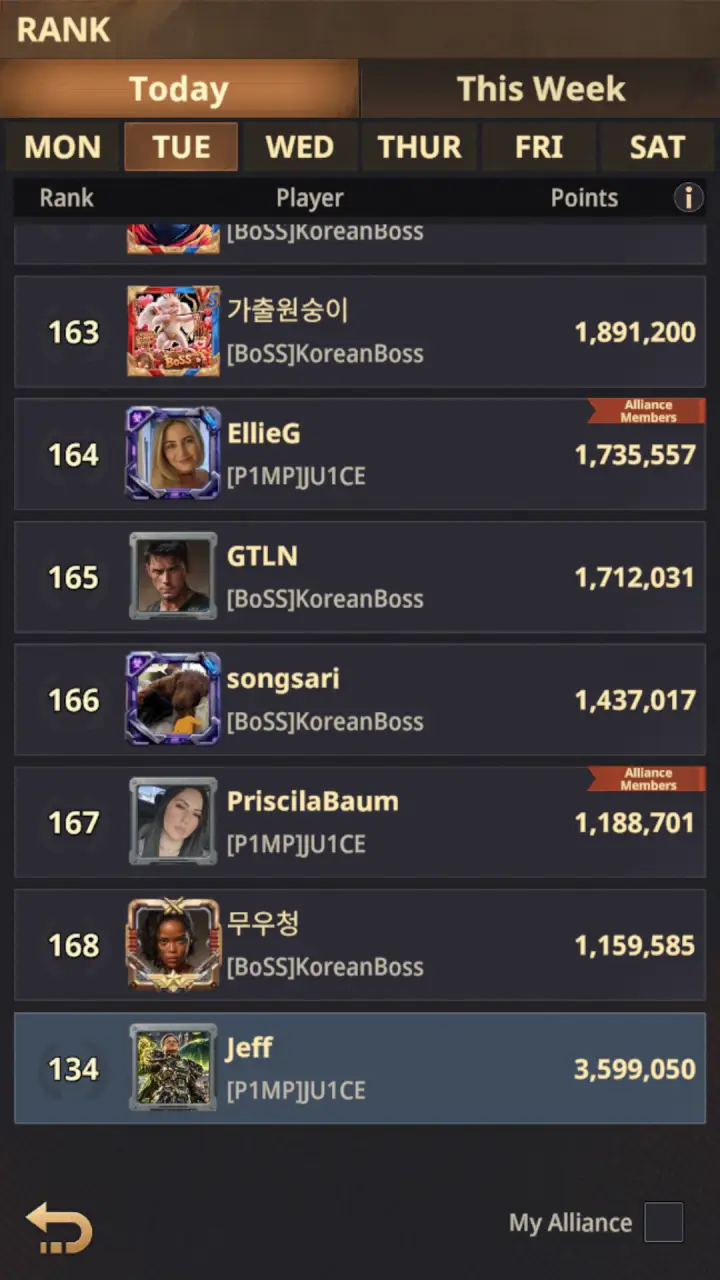 RANK
Today
This Week
MON
TUE
WED
THUR
FRI
SAT
Rank
Player
Points
i
[BoSS]KoreanBoss
163
BoSS
가출원숭이
[BoSS]KoreanBoss
1,891,200
164
EllieG
[P1MP]JU1CE
Alliance
Members
1,735,557
165
GTLN
[BoSS]KoreanBoss
1,712,031
166
songsari
[BoSS]KoreanBoss
1,437,017
167
PriscilaBaum
[P1MP]JU1CE
Alliance
Members
1,188,701
168
무우청
[BoSS]KoreanBoss
1,159,585
134
Jeff
[P1MP]JU1CE
3,599,050
My Alliance